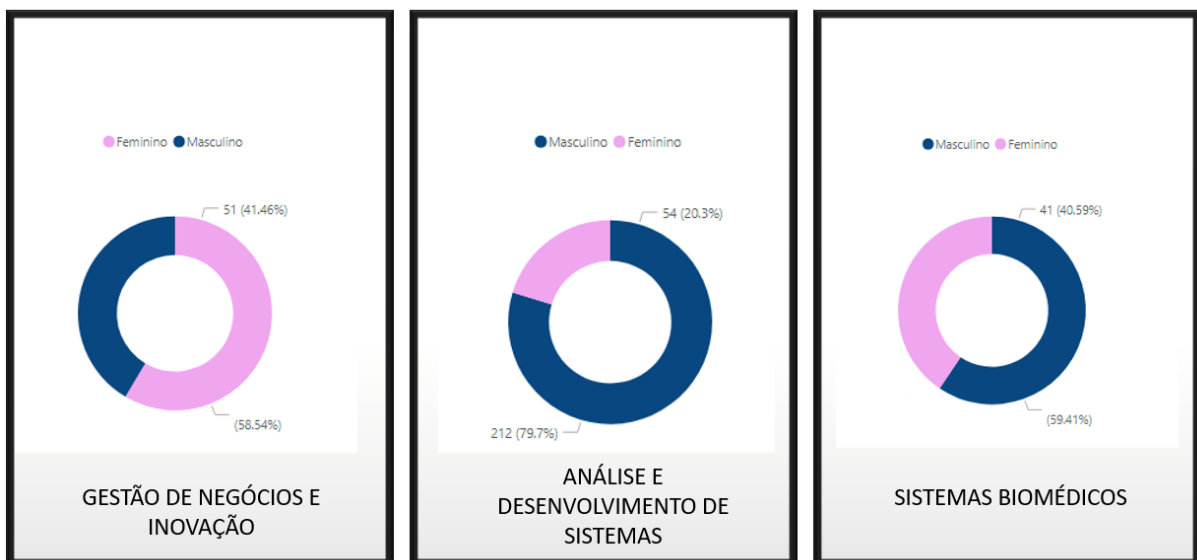 Feminino Masculino
51 (41.46%)
(58.54%)
GESTÃO DE NEGÓCIOS E
INOVAÇÃO
Masculino Feminino
54 (20.3%)
212 (79.7%)
ANÁLISE E
DESENVOLVIMENTO DE
SISTEMAS
Masculino Feminino
41 (40.59%)
(59.41%)
SISTEMAS BIOMÉDICOS